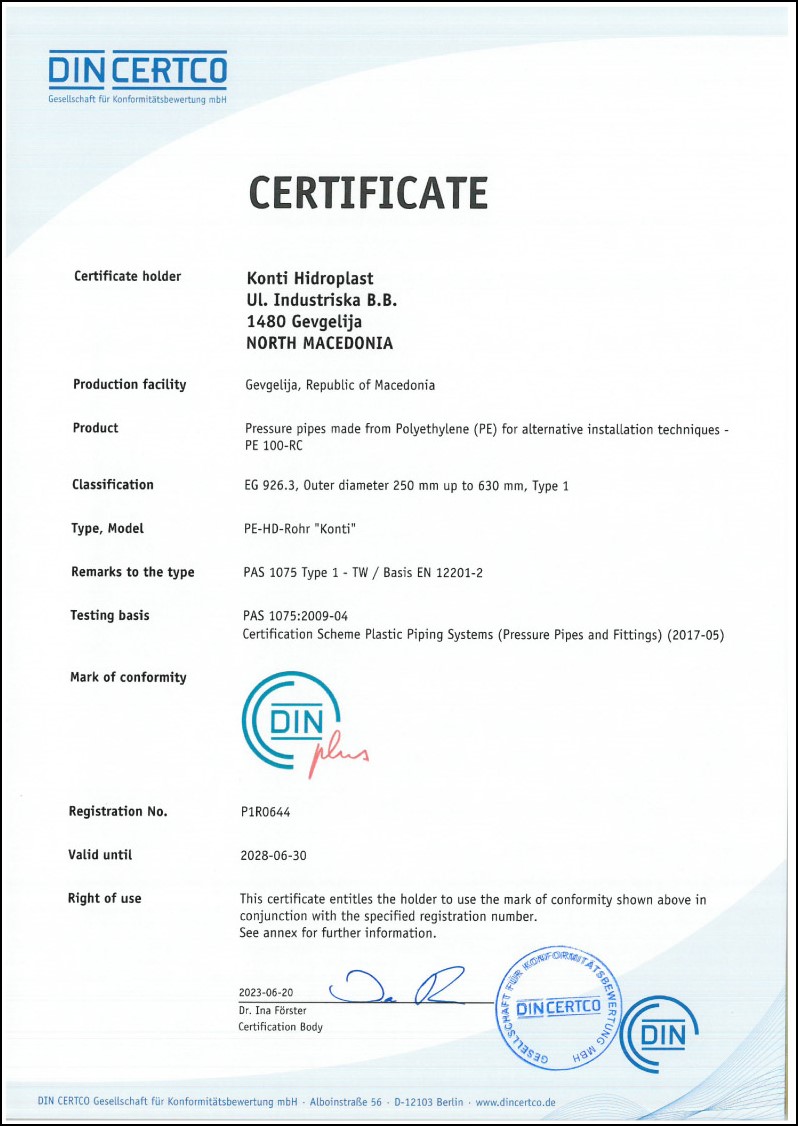 DIN CERTCO
Gesellschaft für Konformitätsbewertung mbH
CERTIFICATE
Certificate holder
Konti Hidroplast
Ul. Industriska B.B.
1480 Gevgelija
NORTH MACEDONIA
Production facility
Gevgelija, Republic of Macedonia
Product
Pressure pipes made from Polyethylene (PE) for alternative installation techniques -
PE 100-RC
Classification
EG 926.3, Outer diameter 250 mm up to 630 mm, Type 1
Type, Model
PE-HD-Rohr "Konti"
Remarks to the type
PAS 1075 Type 1 - TW / Basis EN 12201-2
Testing basis
PAS 1075:2009-04
Certification Scheme Plastic Piping Systems (Pressure Pipes and Fittings) (2017-05)
Mark of conformity
DIN
plus
Registration No.
P1R0644
Valid until
2028-06-30
Right of use
This certificate entitles the holder to use the mark of conformity shown above in
conjunction with the specified registration number.
See annex for further information.
2023-06-20
Dr. Ina Förster
Certification Body
GESELLSCHAFT FÜR KONFORMITÄTSBEWERTUNG MBH
DIN CERTCO
DIN
DIN CERTCO Gesellschaft für Konformitätsbewertung mbH · Alboinstraße 56 · D-12103 Berlin · www.dincertco.de